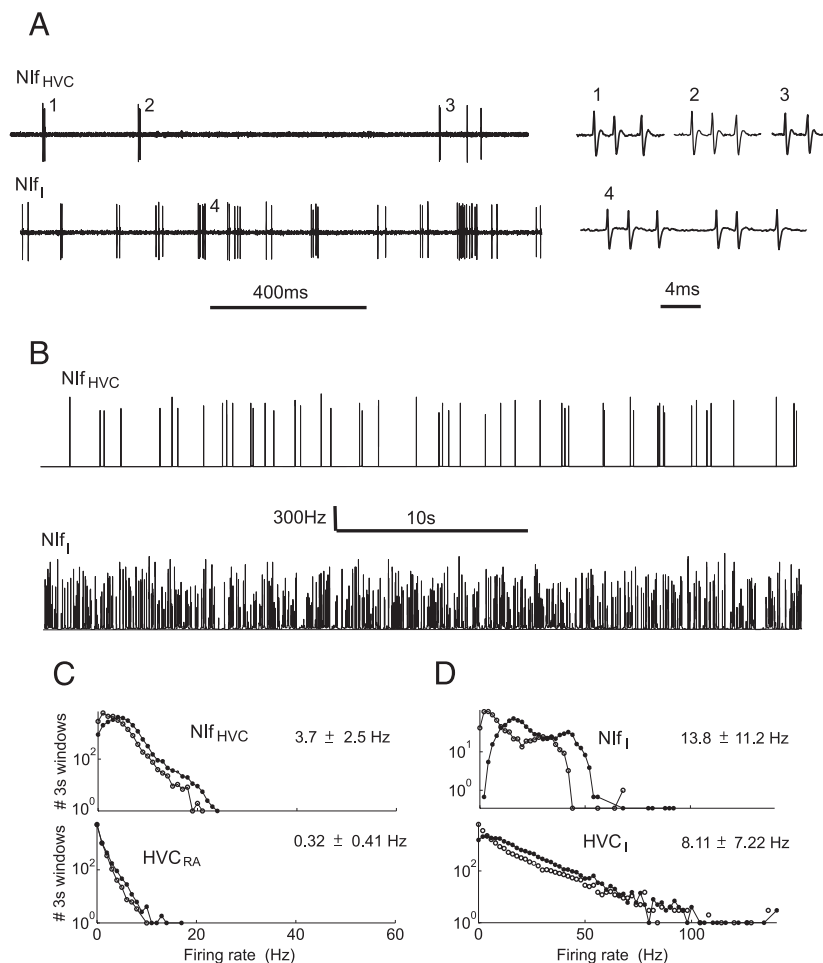 A
NIf HVC
1
2
3
1
2
3
NIf I
4
4
400ms
4ms
B
NIf HVC
300Hz
10s
NIf I
C
D
# 3s windows
10^2
10^0
NIf HVC
3.7 ± 2.5 Hz
10^1
10^0
NIf I
13.8 ± 11.2 Hz
# 3s windows
10^2
10^0
HVC RA
0.32 ± 0.41 Hz
10^2
10^0
HVC I
8.11 ± 7.22 Hz
0
20
40
60
0
50
100
Firing rate (Hz)
Firing rate (Hz)